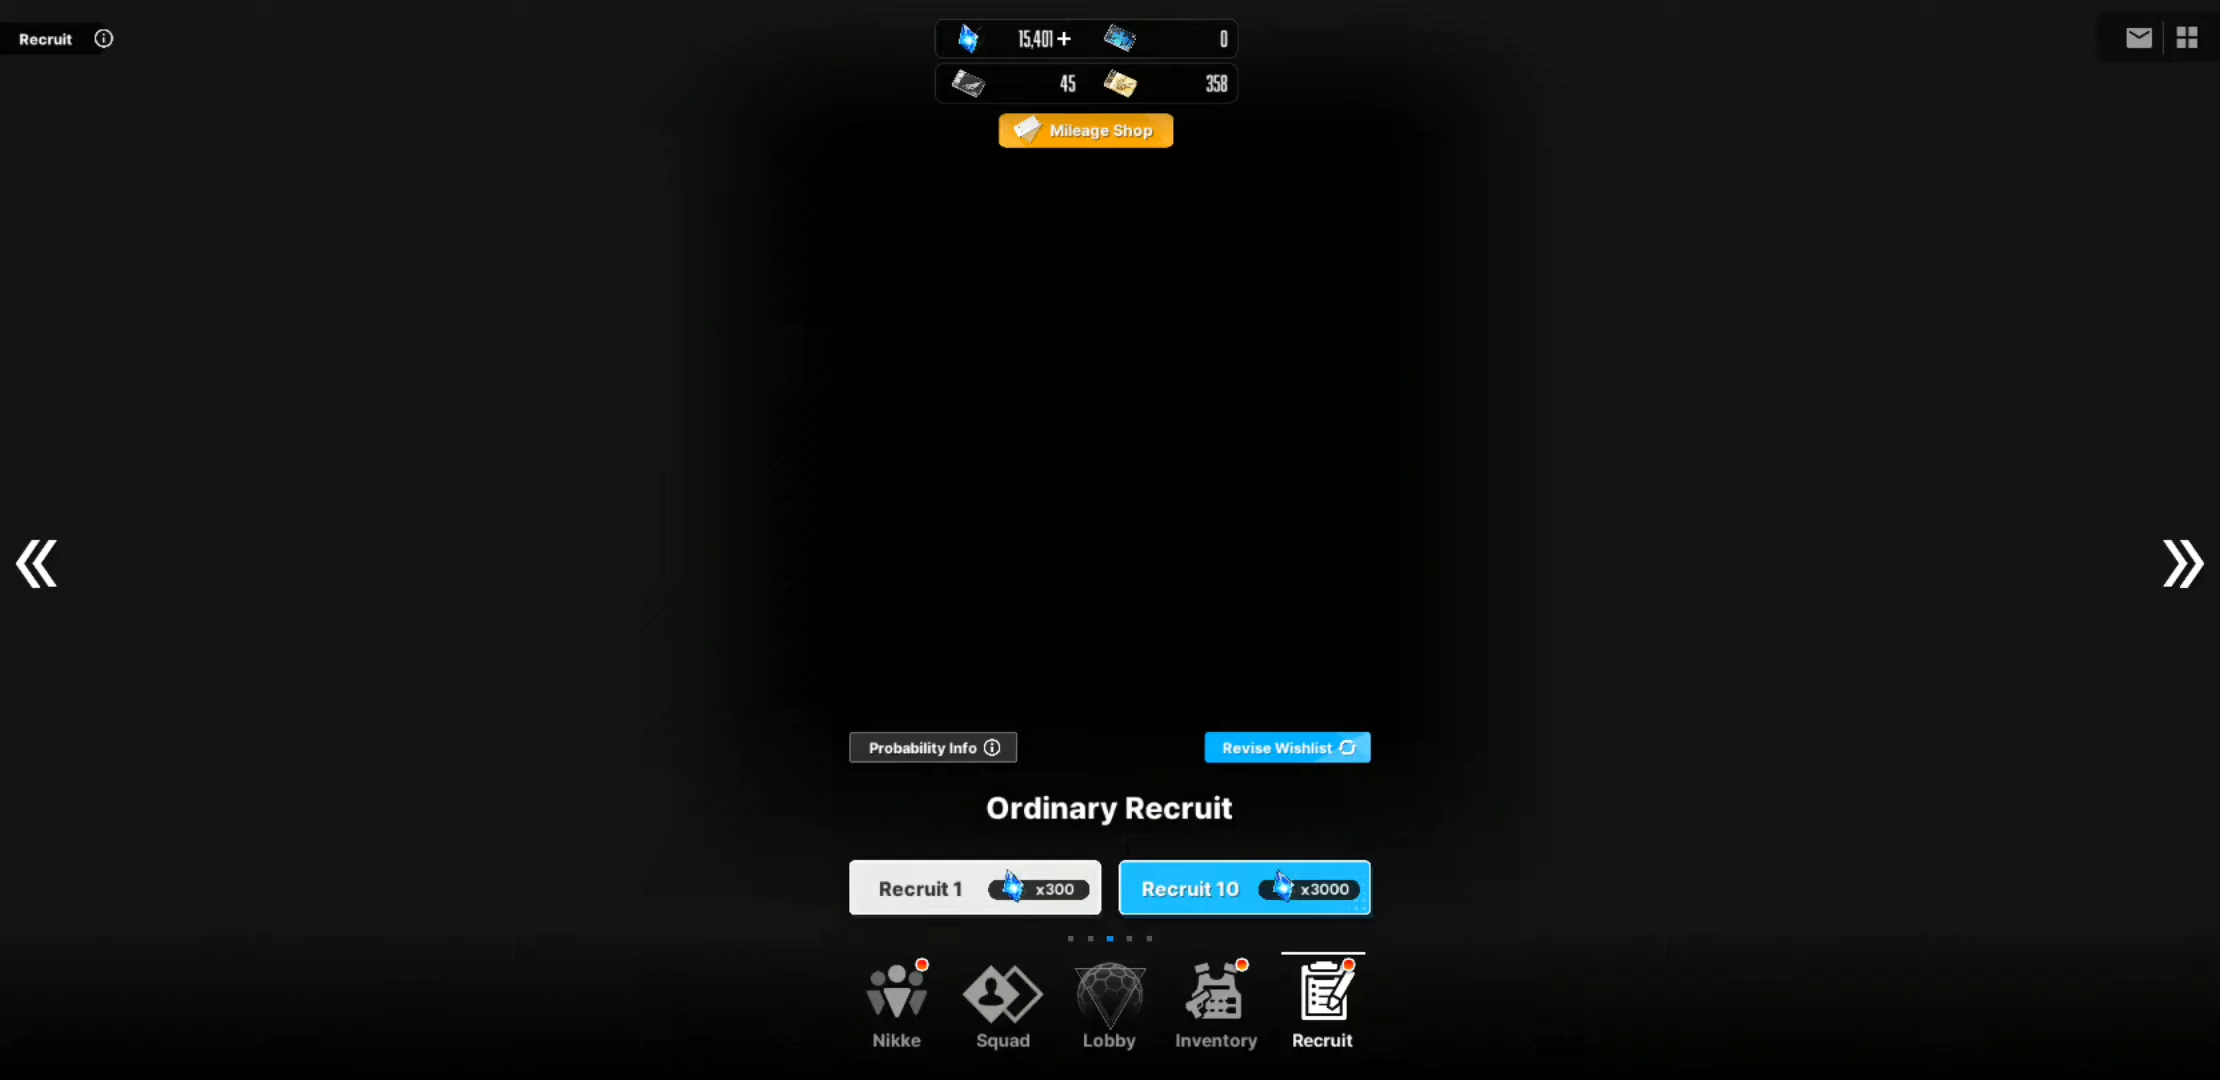 Recruit
15,401+ 0
45 358
Mileage Shop
Probability Info
Revise Wishlist
Ordinary Recruit
Recruit 1 x300
Recruit 10 x3000
Nikke
Squad
Lobby
Inventory
Recruit